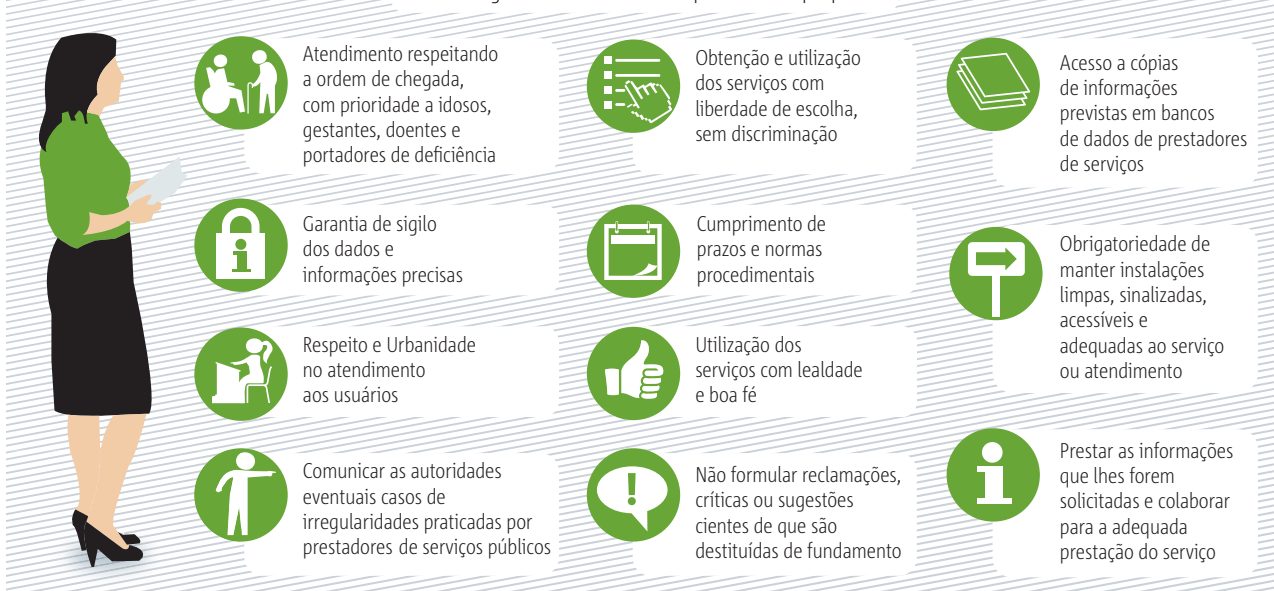 Atendimento respeitando
a ordem de chegada,
com prioridade a idosos,
gestantes, doentes e
portadores de deficiência
Garantia de sigilo
dos dados e
informações precisas
Respeito e Urbanidade
no atendimento
aos usuários
Comunicar as autoridades
eventuais casos de
irregularidades praticadas por
prestadores de serviços públicos
Obtenção e utilização
dos serviços com
liberdade de escolha,
sem discriminação
Cumprimento de
prazos e normas
procedimentais
Utilização dos
serviços com lealdade
e boa fé
Não formular reclamações,
críticas ou sugestões
cientes de que são
destituídas de fundamento
Acesso a cópias
de informações
previstas em bancos
de dados de prestadores
de serviços
Obrigatoriedade de
manter instalações
limpas, sinalizadas,
acessíveis e
adequadas ao serviço
ou atendimento
Prestar as informações
que lhes forem
solicitadas e colaborar
para a adequada
prestação do serviço